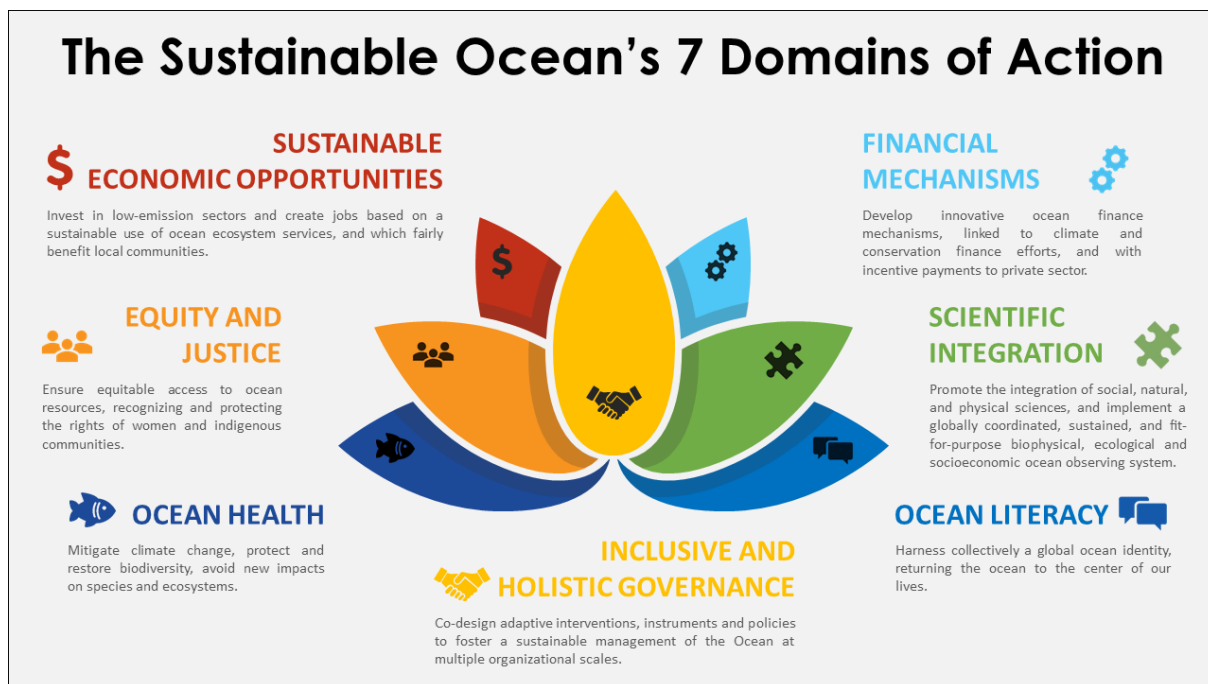 The Sustainable Ocean's 7 Domains of Action
SUSTAINABLE
ECONOMIC OPPORTUNITIES
Invest in low-emission sectors and create jobs based on a
sustainable use of ocean ecosystem services, and which fairly
benefit local communities.
EQUITY AND
JUSTICE
Ensure equitable access to ocean
resources, recognizing and protecting
the rights of women and indigenous
communities.
OCEAN HEALTH
Mitigate climate change, protect and
restore biodiversity, avoid new impacts
on species and ecosystems.
INCLUSIVE AND
HOLISTIC GOVERNANCE
Co-design adaptive interventions, instruments and policies
to foster a sustainable management of the Ocean at
multiple organizational scales.
FINANCIAL
MECHANISMS
Develop innovative ocean finance
mechanisms, linked to climate and
conservation finance efforts, and with
incentive payments to private sector.
SCIENTIFIC
INTEGRATION
Promote the integration of social, natural,
and physical sciences, and implement a
globally coordinated, sustained, and fit-
for-purpose biophysical, ecological and
socioeconomic ocean observing system.
OCEAN LITERACY
Harness collectively a global ocean identity,
returning the ocean to the center of our
lives.